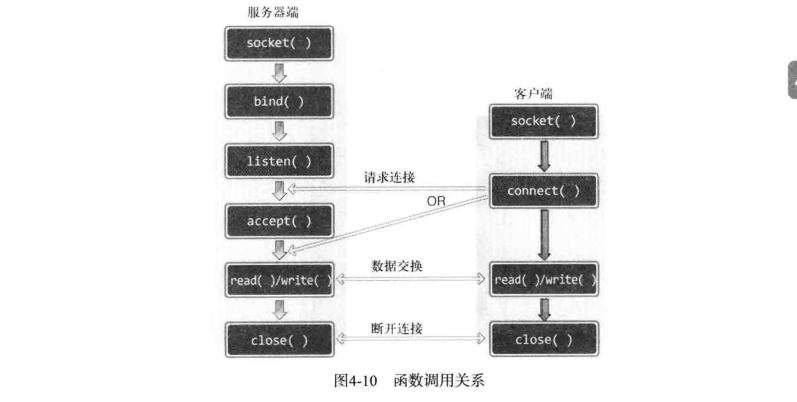 服务器端
socket( )
bind( )
客户端
socket( )
listen( )
请求连接
connect( )
OR
accept( )
数据交换
read( )/write( )
read( )/write( )
断开连接
close( )
close( )
图4-10 函数调用关系